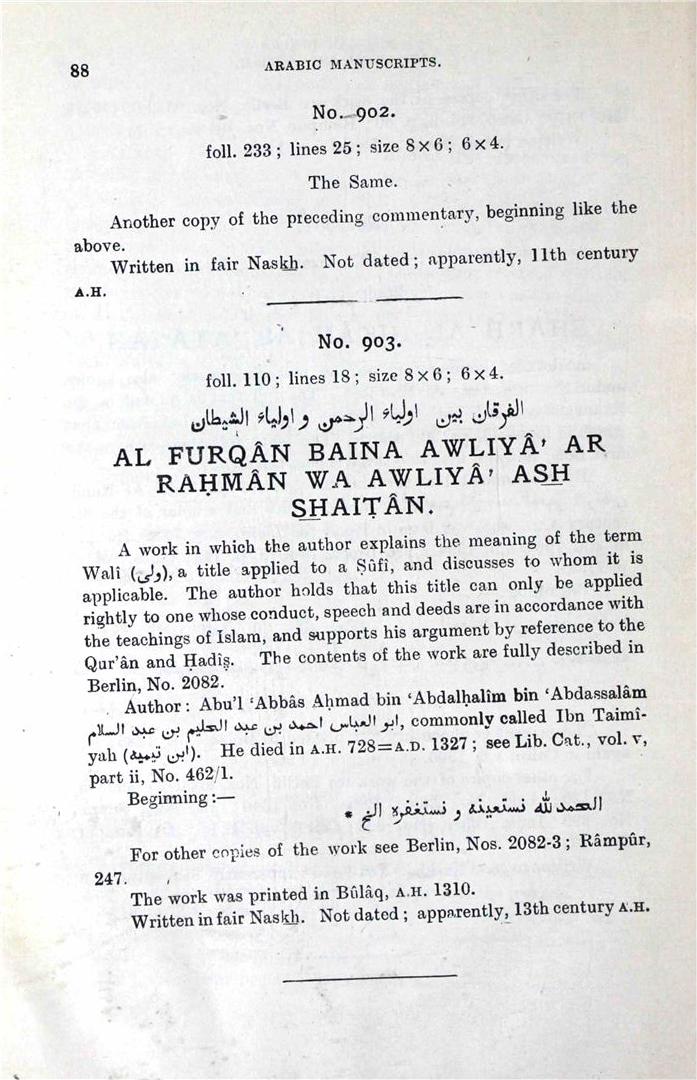 88
ARABIC MANUSCRIPTS.
No. 902.
foll. 233 ; lines 25 ; size 8 × 6 ; 6 × 4.
The Same.
Another copy of the preceding commentary, beginning like the
above.
Written in fair Naskh. Not dated ; apparently, 11th century
A.H.
No. 903.
foll. 110 ; lines 18 ; size 8 × 6 ; 6 × 4.
الفرقان بين اولياء الرحمن و اولياء الشيطان
AL FURQÂN BAINA AWLIYÂ’ AR
RAḤMÂN WA AWLIYÂ’ ASH
SHAIṬÂN.
A work in which the author explains the meaning of the term
Walî (ولى), a title applied to a Ṣûfî, and discusses to whom it is
applicable. The author holds that this title can only be applied
rightly to one whose conduct, speech and deeds are in accordance with
the teachings of Islam, and supports his argument by reference to the
Qur’ân and Ḥadîs̤. The contents of the work are fully described in
Berlin, No. 2082.
Author : Abu’l ‘Abbâs Aḥmad bin ‘Abdalḥalîm bin ‘Abdassalâm
ابو العباس احمد بن عبد الحليم بن عبد السلام, commonly called Ibn Taimî-
yah (ابن تيميه). He died in A.H. 728=A.D. 1327 ; see Lib. Cat., vol. v,
part ii, No. 462/1.
Beginning :—
الحمد لله نستعينه و نستغفره الخ *
For other copies of the work see Berlin, Nos. 2082-3 ; Râmpûr,
247.
The work was printed in Bûlâq, A.H. 1310.
Written in fair Naskh. Not dated ; apparently, 13th century A.H.